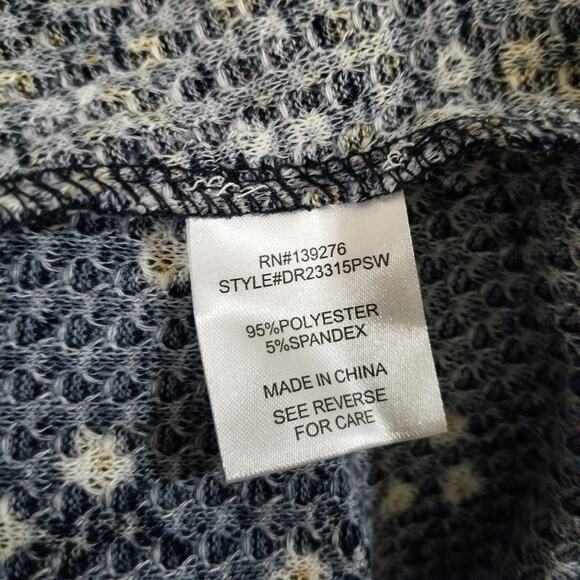 RN#139276
STYLE#DR23315PSW
95%POLYESTER
5%SPANDEX
MADE IN CHINA
SEE REVERSE
FOR CARE